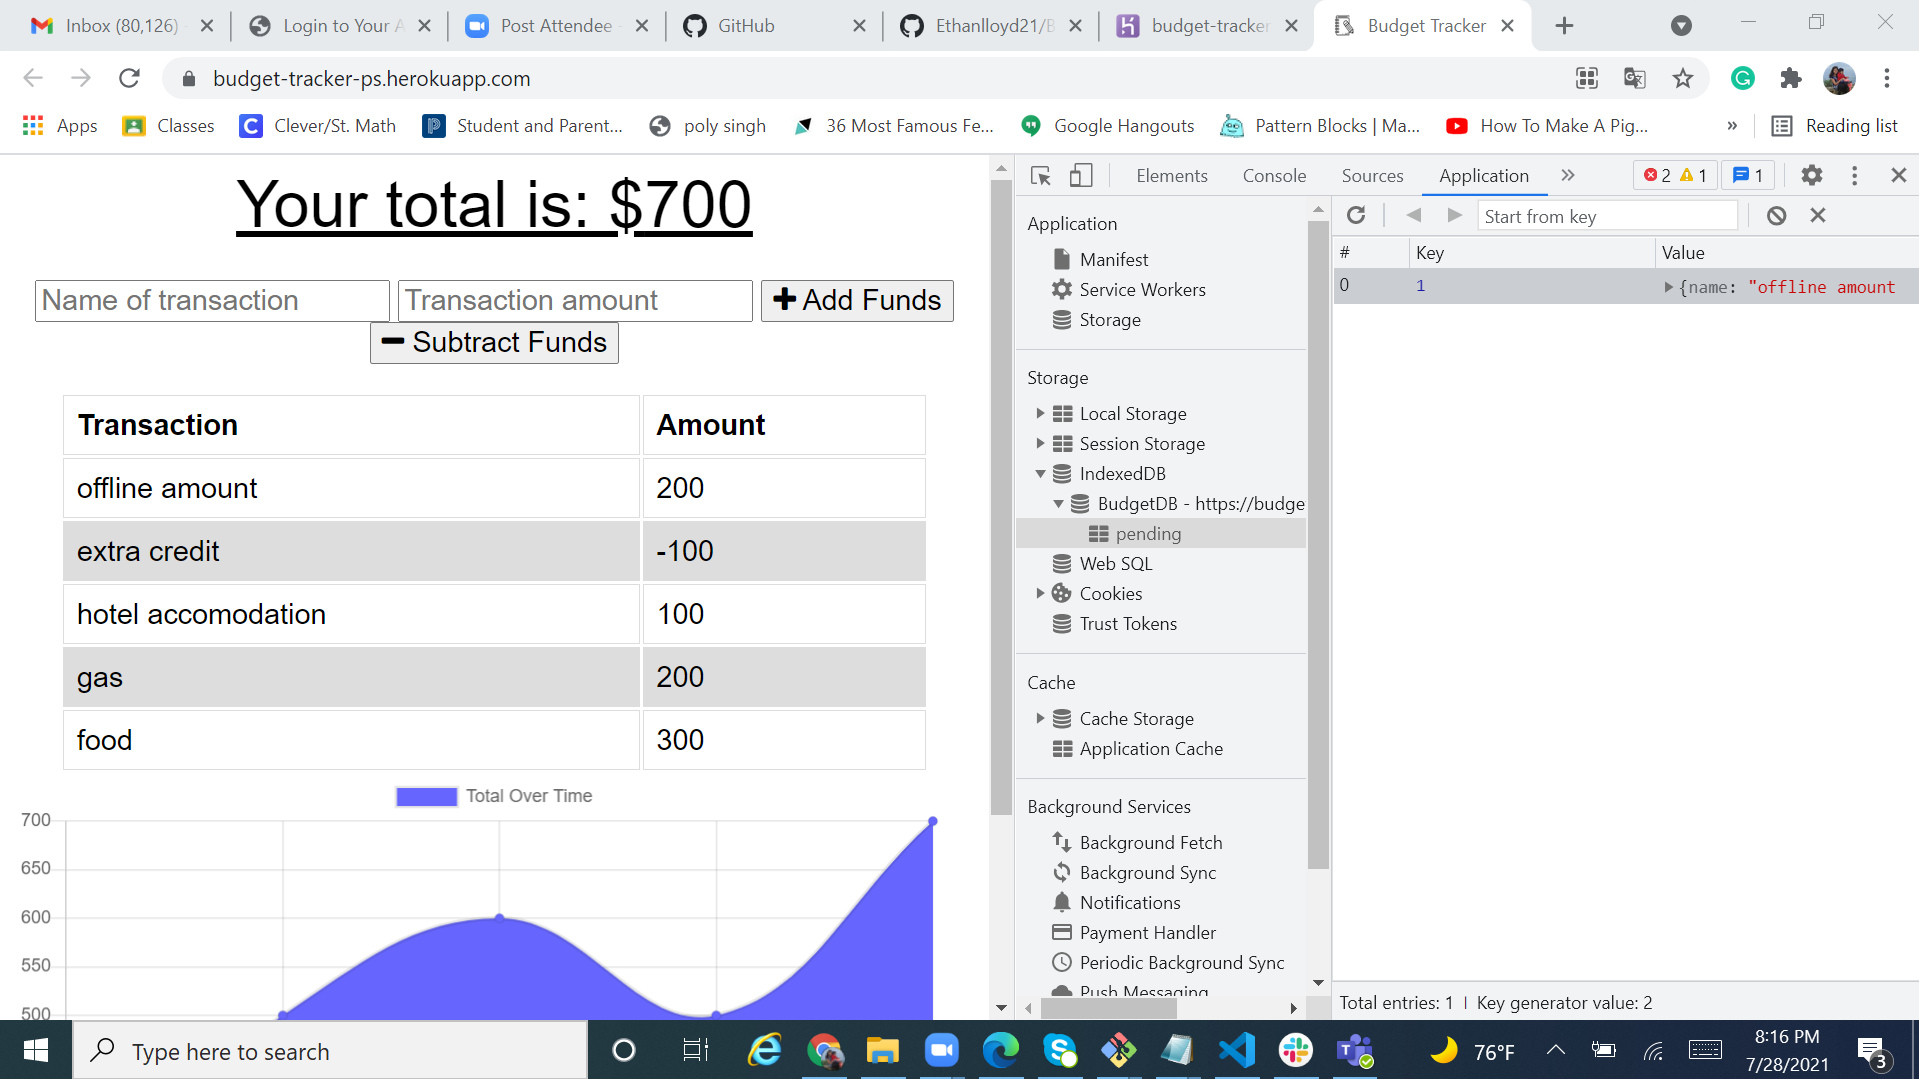 Inbox (80,126)
Login to Your A
Post Attendee
GitHub
Ethanlloyd21/B
budget-tracker
Budget Tracker
budget-tracker-ps.herokuapp.com
Apps
Classes
Clever/St. Math
Student and Parent...
poly singh
36 Most Famous Fe...
Google Hangouts
Pattern Blocks | Ma...
How To Make A Pig...
»
Reading list
Your total is: $700
Name of transaction
Transaction amount
Add Funds
Subtract Funds
Transaction Amount
offline amount 200
extra credit -100
hotel accomodation 100
gas 200
food 300
Total Over Time
700
650
600
550
500
Elements
Console
Sources
Application
2
1
1
Application
Manifest
Service Workers
Storage
Storage
Local Storage
Session Storage
IndexedDB
BudgetDB - https://budge
pending
Web SQL
Cookies
Trust Tokens
Cache
Cache Storage
Application Cache
Background Services
Background Fetch
Background Sync
Notifications
Payment Handler
Periodic Background Sync
Push Messaging
Start from key
# Key Value
0 1 {name: "offline amount
Total entries: 1 | Key generator value: 2
Type here to search
76°F
8:16 PM
7/28/2021
3